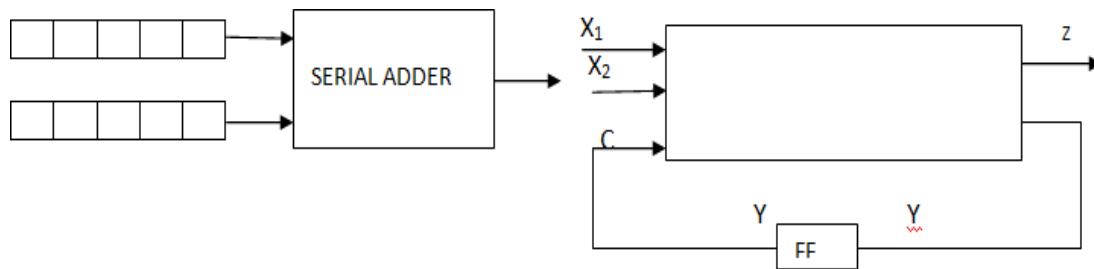 SERIAL ADDER
X₁
X₂
C
z
Y
Y
FF